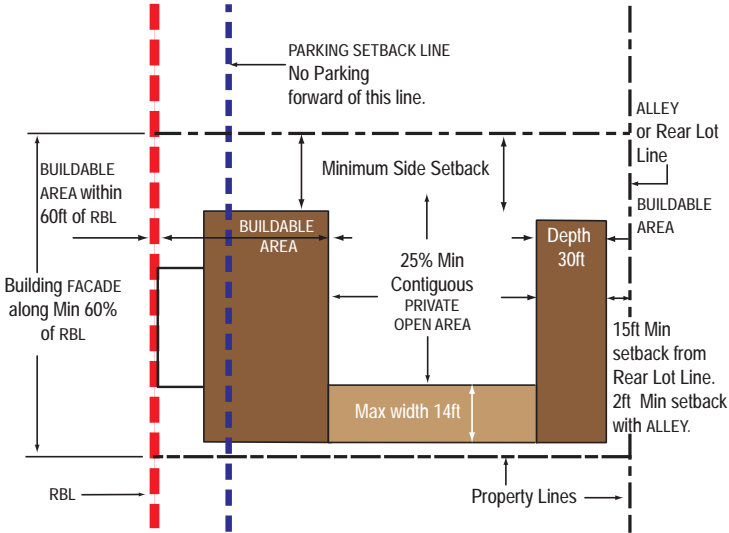 PARKING SETBACK LINE
No Parking
forward of this line.
ALLEY
or Rear Lot
Line
BUILDABLE
AREA within
60ft of RBL
Minimum Side Setback
BUILDABLE
AREA
BUILDABLE
AREA
Depth
30ft
25% Min
Contiguous
PRIVATE
OPEN AREA
Building FACADE
along Min 60%
of RBL
15ft Min
setback from
Rear Lot Line.
2ft Min setback
with ALLEY.
Max width 14ft
RBL
Property Lines